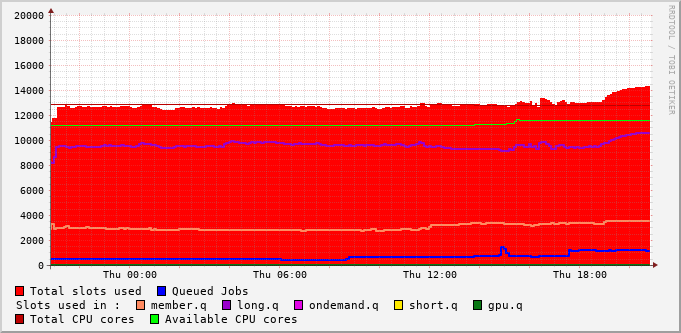 20000
18000
16000
14000
12000
10000
8000
6000
4000
2000
0
Thu 00:00 Thu 06:00 Thu 12:00 Thu 18:00
RRDTOOL / TOBI OETIKER
Total slots used Queued Jobs
Slots used in : member.q long.q ondemand.q short.q gpu.q
Total CPU cores Available CPU cores